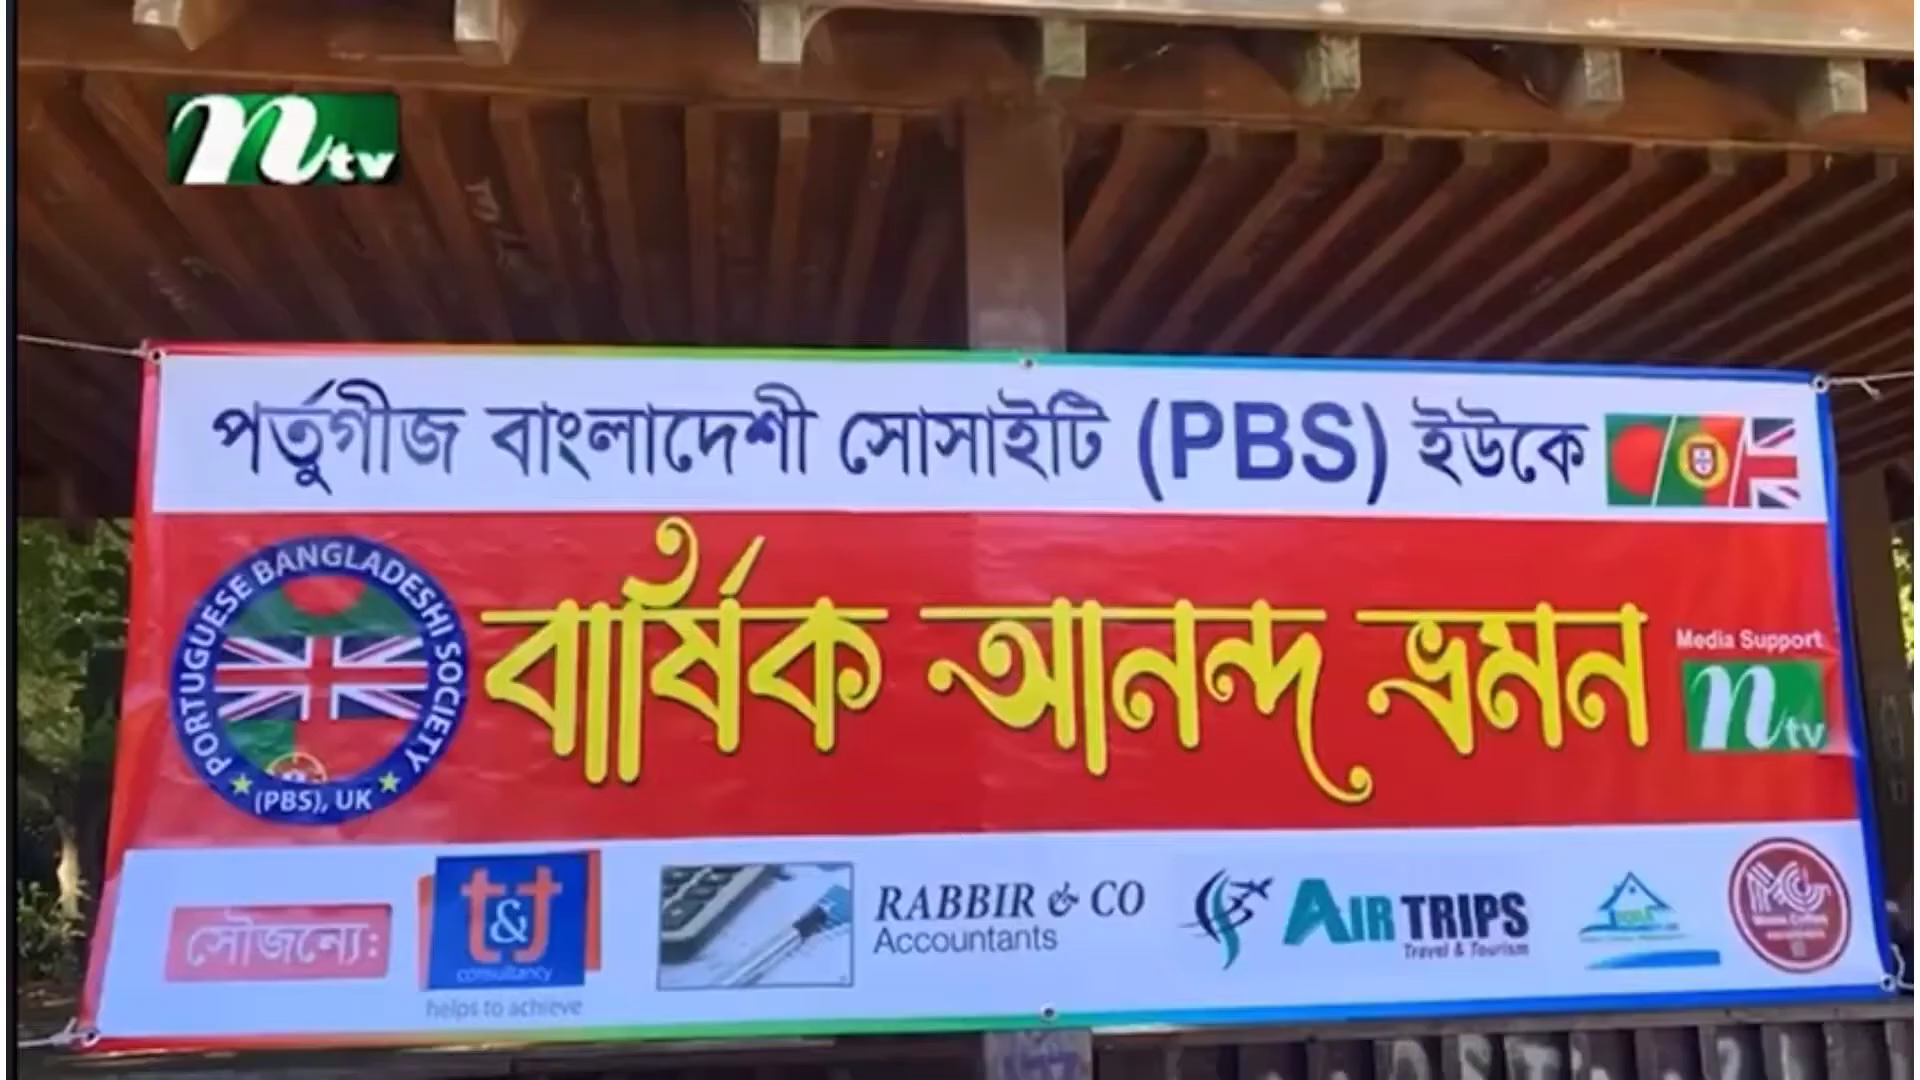 ntv
পর্তুগীজ বাংলাদেশী সোসাইটি (PBS) ইউকে
PORTUGUESE BANGLADESHI SOCIETY
(PBS), UK
বার্ষিক আনন্দ ভ্রমন
Media Support
ntv
সৌজন্যে:
t&j
consultancy
helps to achieve
RABBIR & CO
Accountants
AIR TRIPS
Travel & Tourism